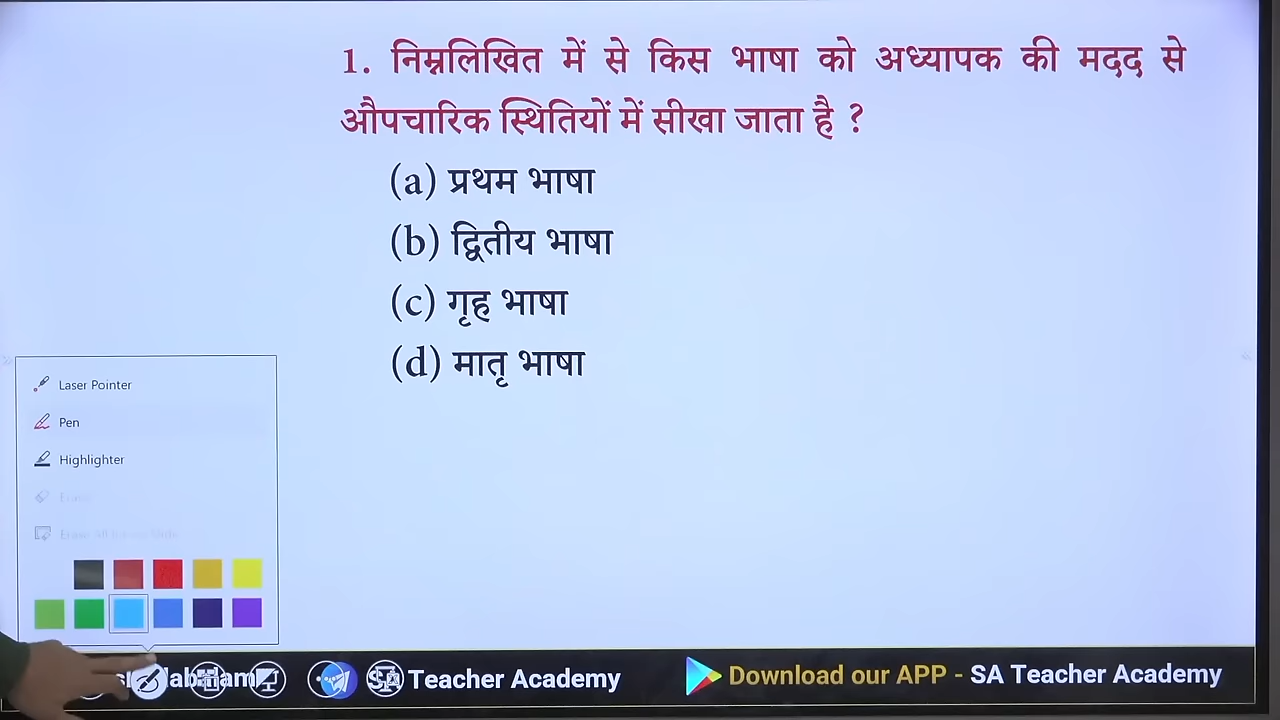 1. निम्नलिखित में से किस भाषा को अध्यापक की मदद से
औपचारिक स्थितियों में सीखा जाता है ?
(a) प्रथम भाषा
(b) द्वितीय भाषा
(c) गृह भाषा
(d) मातृ भाषा
Laser Pointer
Pen
Highlighter
SA Teacher Academy
Download our APP - SA Teacher Academy